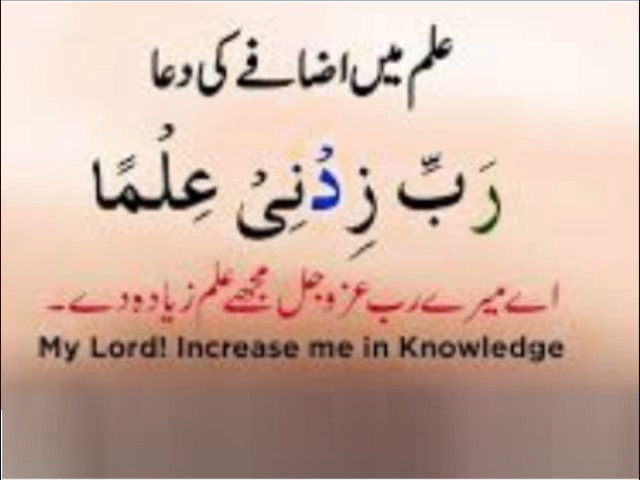 علم میں اضافے کی دعا
رَبِّ زِدْنِیْ عِلْمًا
اے میرے رب عزوجل مجھے علم زیادہ دے۔
My Lord! Increase me in Knowledge